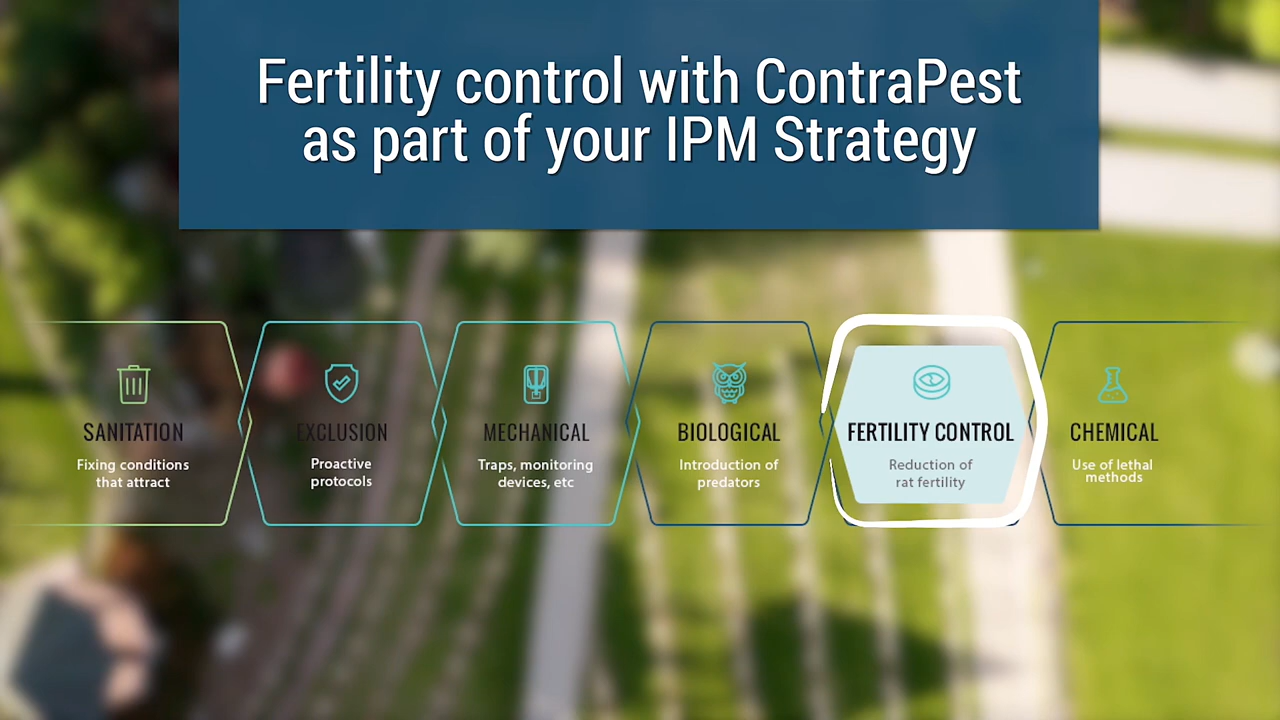 Fertility control with ContraPest
as part of your IPM Strategy
SANITATION
Fixing conditions
that attract
EXCLUSION
Proactive
protocols
MECHANICAL
Traps, monitoring
devices, etc
BIOLOGICAL
Introduction of
predators
FERTILITY CONTROL
Reduction of
rat fertility
CHEMICAL
Use of lethal
methods